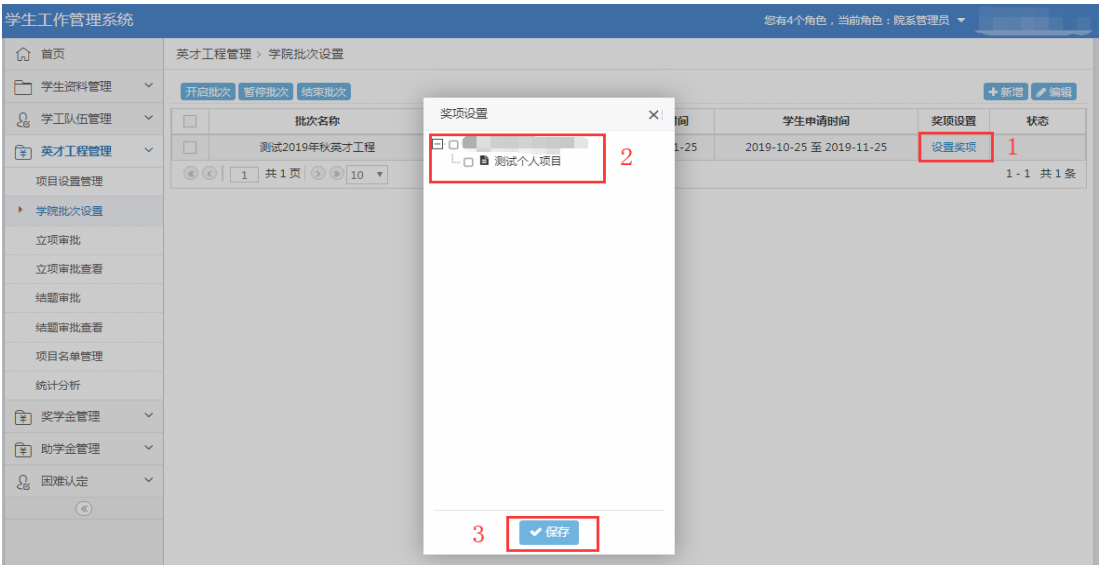 学生工作管理系统
您有4个角色，当前角色：院系管理员
首页
英才工程管理 > 学院批次设置
学生资料管理
开启批次 暂停批次 结束批次
新增 编辑
学工队伍管理
批次名称 间 学生申请时间 奖项设置 状态
英才工程管理
测试2019年秋英才工程 1-25 2019-10-25 至 2019-11-25 设置奖项 1
项目设置管理
1 共1页 10 1 - 1 共1条
学院批次设置
立项审批
立项审批查看
结题审批
结题审批查看
项目名单管理
统计分析
奖学金管理
助学金管理
困难认定
奖项设置
测试个人项目
2
3
保存